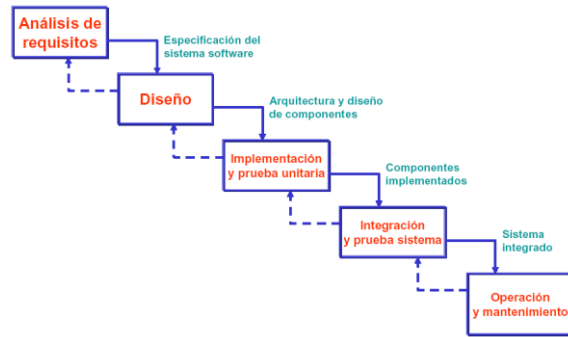 Análisis de
requisitos
Especificación del
sistema software
Diseño
Arquitectura y diseño
de componentes
Implementación
y prueba unitaria
Componentes
implementados
Integración
y prueba sistema
Sistema
integrado
Operación
y mantenimiento